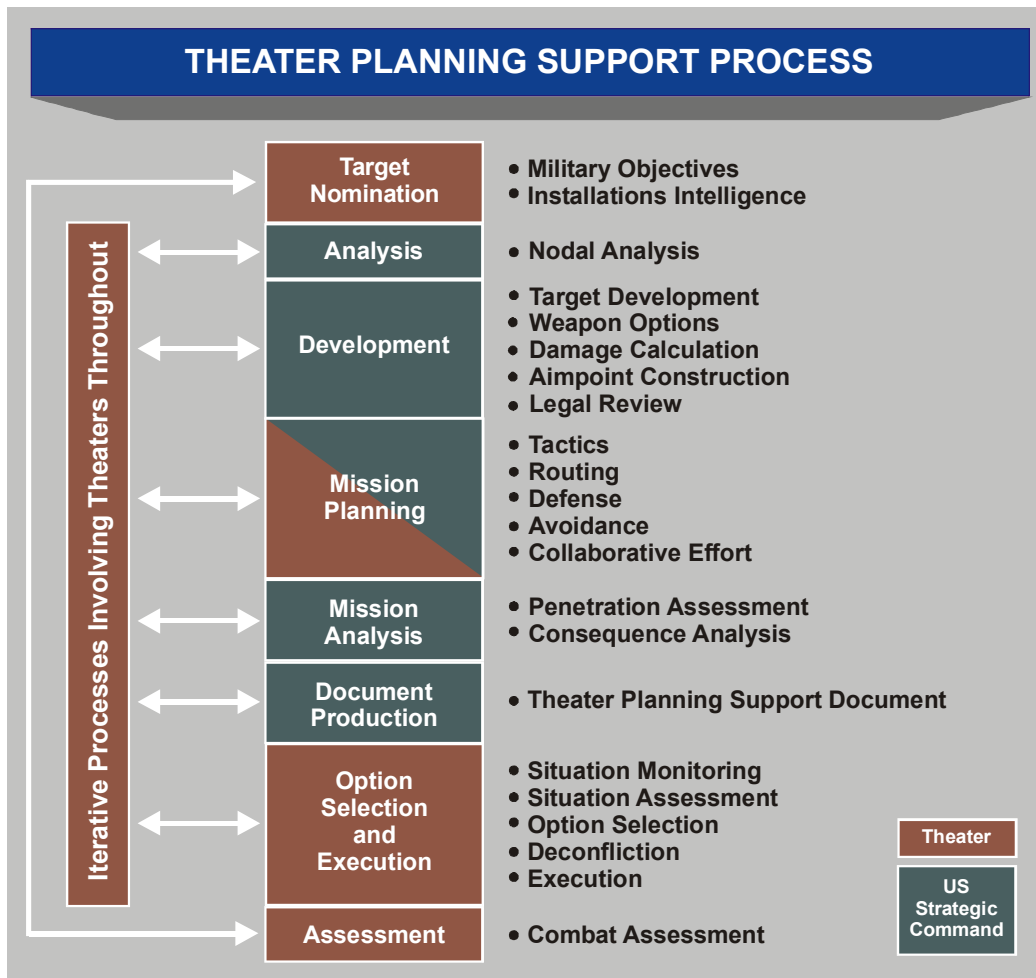 THEATER PLANNING SUPPORT PROCESS
Iterative Processes Involving Theaters Throughout
Target
Nomination
• Military Objectives
• Installations Intelligence
Analysis
• Nodal Analysis
Development
• Target Development
• Weapon Options
• Damage Calculation
• Aimpoint Construction
• Legal Review
Mission
Planning
• Tactics
• Routing
• Defense
• Avoidance
• Collaborative Effort
Mission
Analysis
• Penetration Assessment
• Consequence Analysis
Document
Production
• Theater Planning Support Document
Option
Selection
and
Execution
• Situation Monitoring
• Situation Assessment
• Option Selection
• Deconfliction
• Execution
Assessment
• Combat Assessment
Theater
US
Strategic
Command